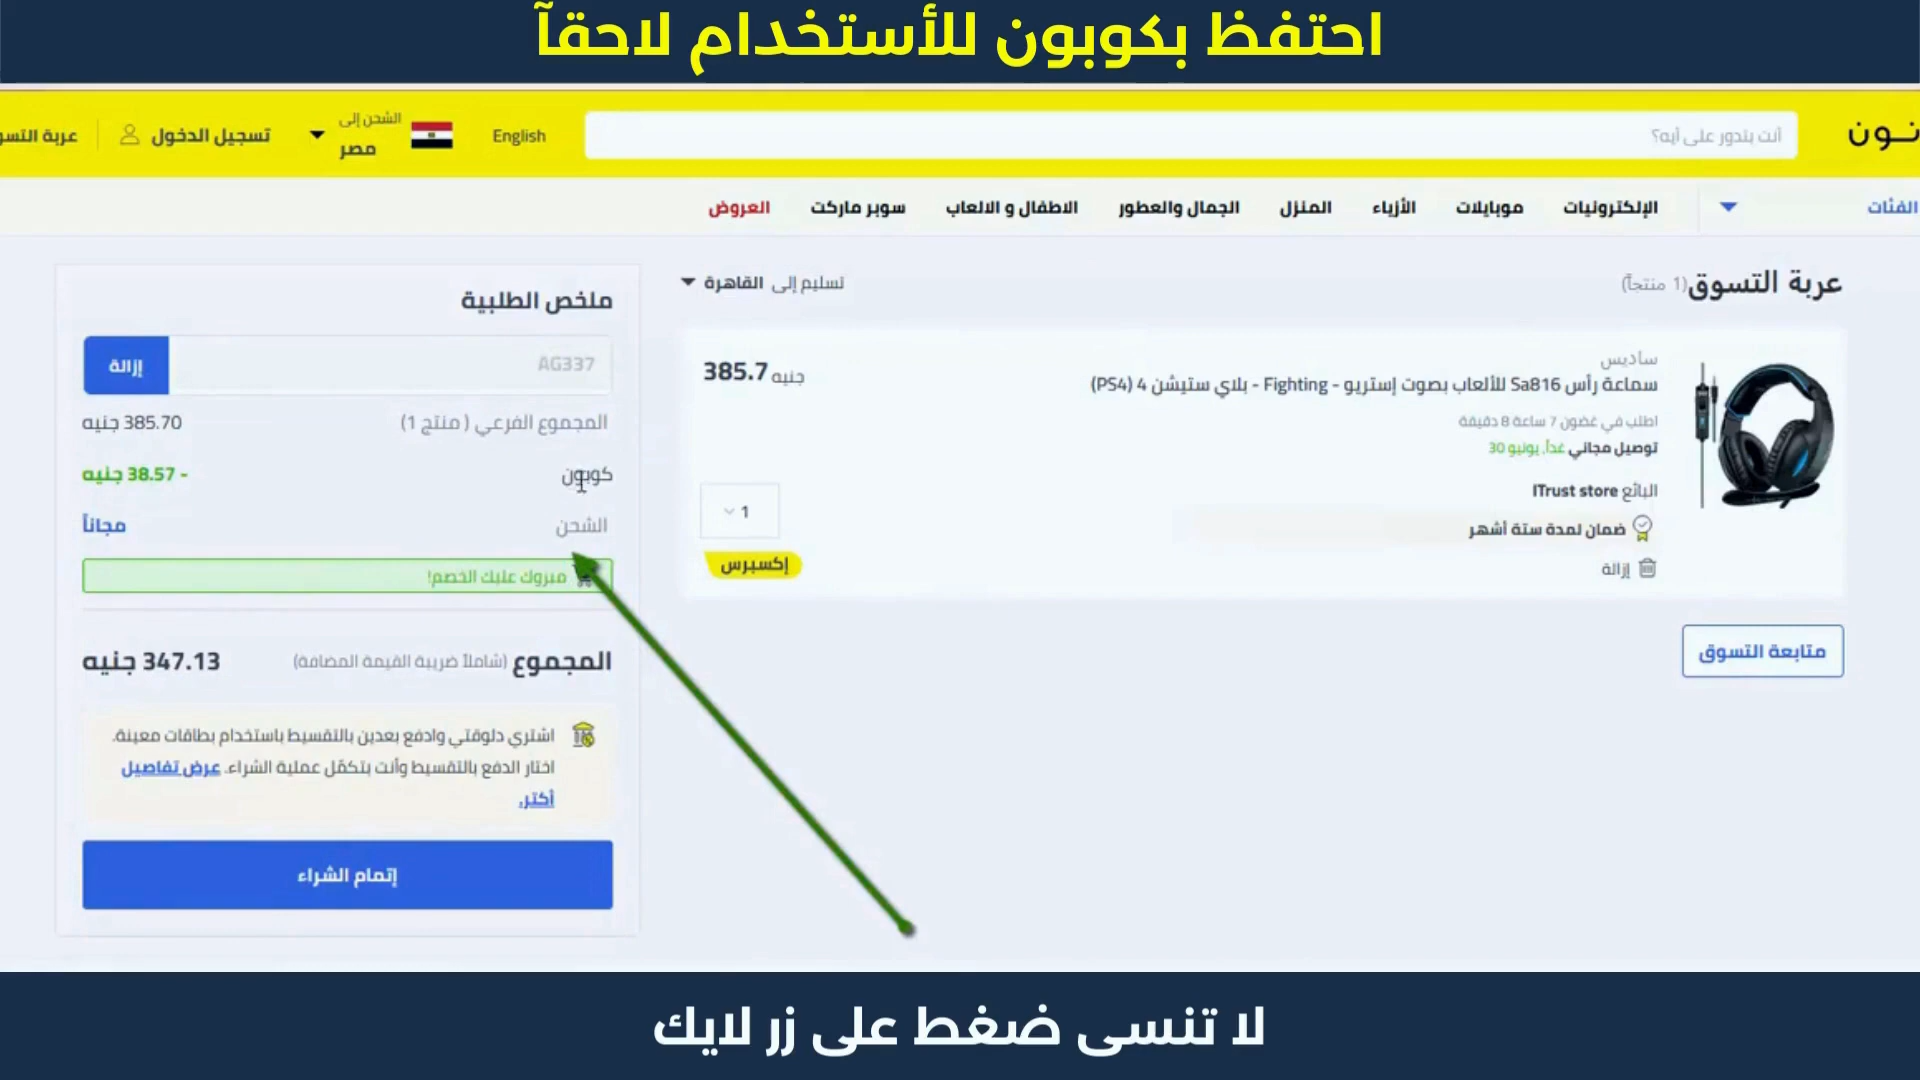 احتفظ بكوبون للأستخدام لاحقآ
نـون
أنت بتدور على أيه؟
English
الشحن إلى
مصر
تسجيل الدخول
عربة التسو
الفئات
الإلكترونيات
موبايلات
الأزياء
المنزل
الجمال والعطور
الاطفال و الالعاب
سوبر ماركت
العروض
عربة التسوق (1 منتجاً)
تسليم إلى القاهرة
ساديس
سماعة رأس Sa816 للألعاب بصوت إستريو - Fighting - بلاي ستيشن 4 (PS4)
جنيه 385.7
اطلب في غضون 7 ساعة 8 دقيقة
توصيل مجاني غداً, يونيو 30
البائع ITrust store
1
ضمان لمدة ستة أشهر
إكسبرس
إزالة
متابعة التسوق
ملخص الطلبية
AG337
إزالة
المجموع الفرعي (منتج 1)
385.70 جنيه
كوبون
- 38.57 جنيه
الشحن
مجاناً
مبروك عليك الخصم!
المجموع (شاملاً ضريبة القيمة المضافة)
347.13 جنيه
اشتري دلوقتي وادفع بعدين بالتقسيط باستخدام بطاقات معينة.
اختار الدفع بالتقسيط وأنت بتكمّل عملية الشراء. عرض تفاصيل
أكتر.
إتمام الشراء
لا تنسى ضغط على زر لايك